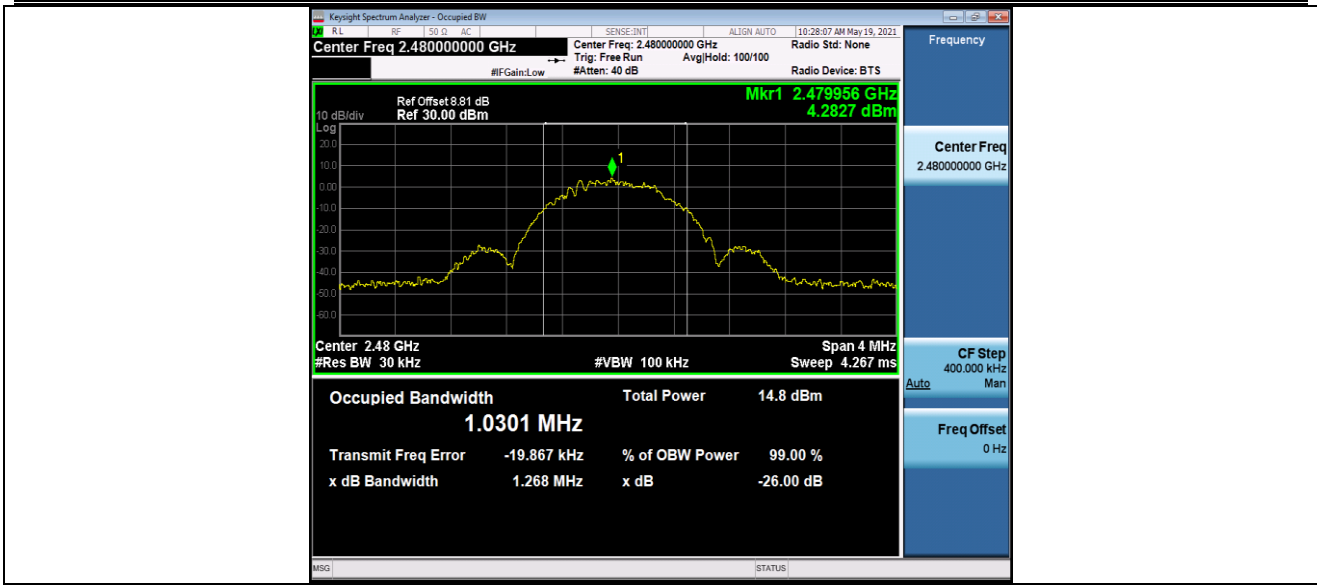 Keysight Spectrum Analyzer - Occupied BW
RL RF 50 Ω AC SENSE:INT ALIGN AUTO 10:28:07 AM May 19, 2021
Center Freq 2.480000000 GHz
Center Freq: 2.480000000 GHz Radio Std: None
Trig: Free Run Avg|Hold: 100/100
#IFGain:Low #Atten: 40 dB Radio Device: BTS
Frequency
Ref Offset 8.81 dB
10 dB/div Ref 30.00 dBm
Mkr1 2.479956 GHz
4.2827 dBm
Log
20.0
10.0
0.00
-10.0
-20.0
-30.0
-40.0
-50.0
-60.0
1
Center 2.48 GHz Span 4 MHz
#Res BW 30 kHz #VBW 100 kHz Sweep 4.267 ms
Center Freq
2.480000000 GHz
CF Step
400.000 kHz
Auto Man
Freq Offset
0 Hz
Occupied Bandwidth Total Power 14.8 dBm
1.0301 MHz
Transmit Freq Error -19.867 kHz % of OBW Power 99.00 %
x dB Bandwidth 1.268 MHz x dB -26.00 dB
MSG STATUS